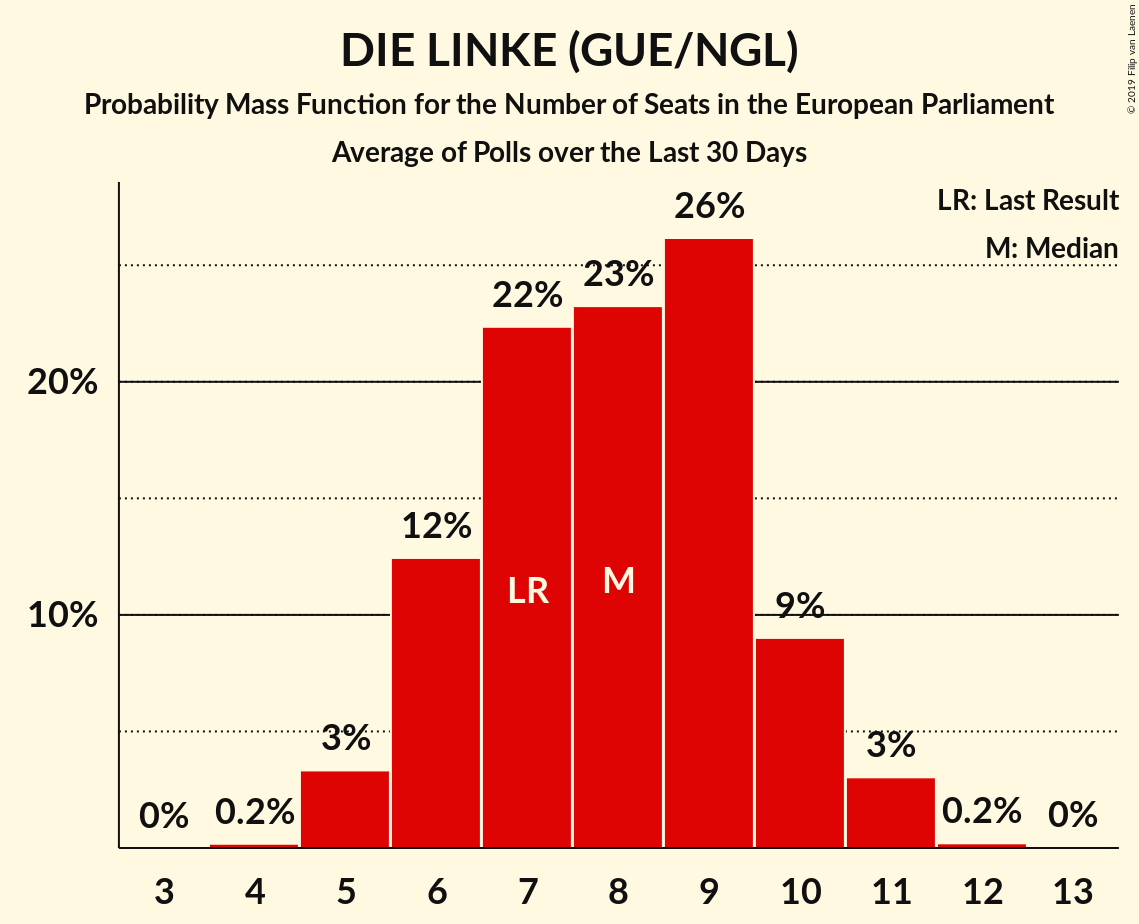 DIE LINKE (GUE/NGL)
Probability Mass Function for the Number of Seats in the European Parliament
Average of Polls over the Last 30 Days
© 2019 Filip van Laenen
LR: Last Result
M: Median
26%
23%
22%
20%
12%
LR
M
10%
9%
3%
3%
0%
0.2%
0.2%
0%
3 4 5 6 7 8 9 10 11 12 13